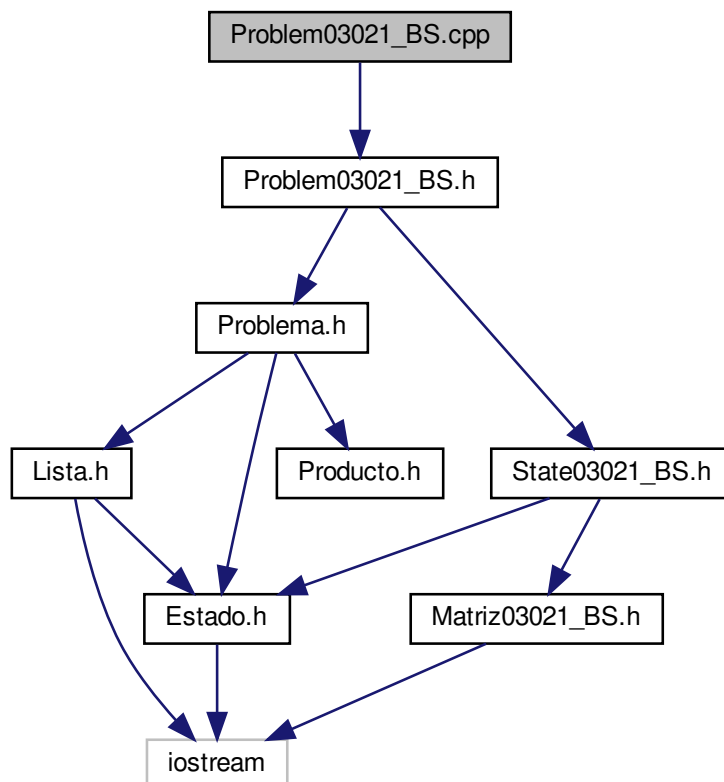 Problem03021_BS.cpp
Problem03021_BS.h
Problema.h
Lista.h
Producto.h
State03021_BS.h
Estado.h
Matriz03021_BS.h
iostream